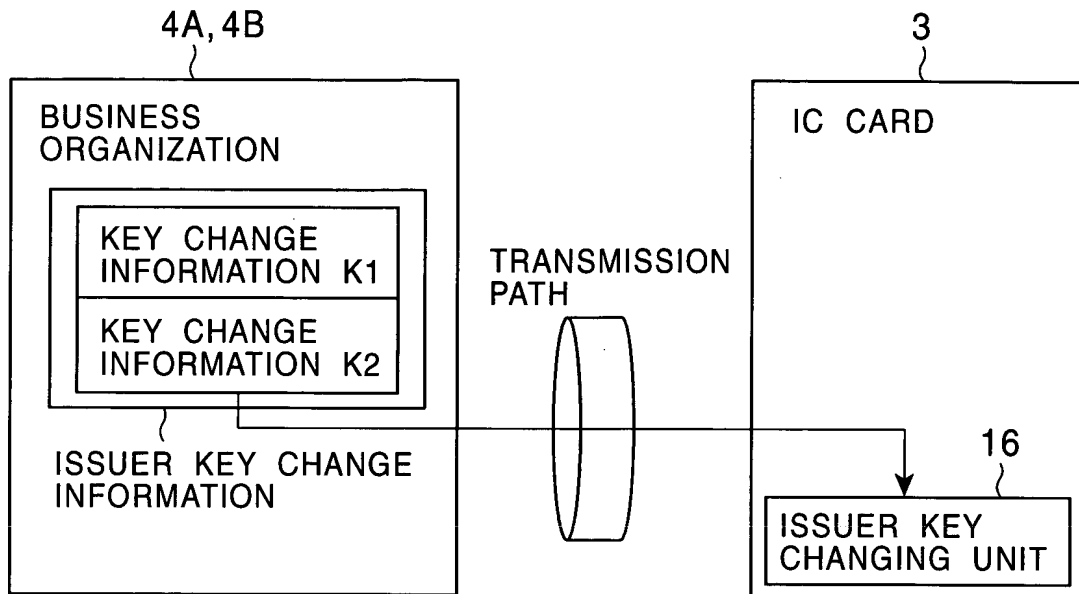 4A, 4B
BUSINESS
ORGANIZATION
KEY CHANGE
INFORMATION K1
KEY CHANGE
INFORMATION K2
ISSUER KEY CHANGE
INFORMATION
TRANSMISSION
PATH
3
IC CARD
16
ISSUER KEY
CHANGING UNIT